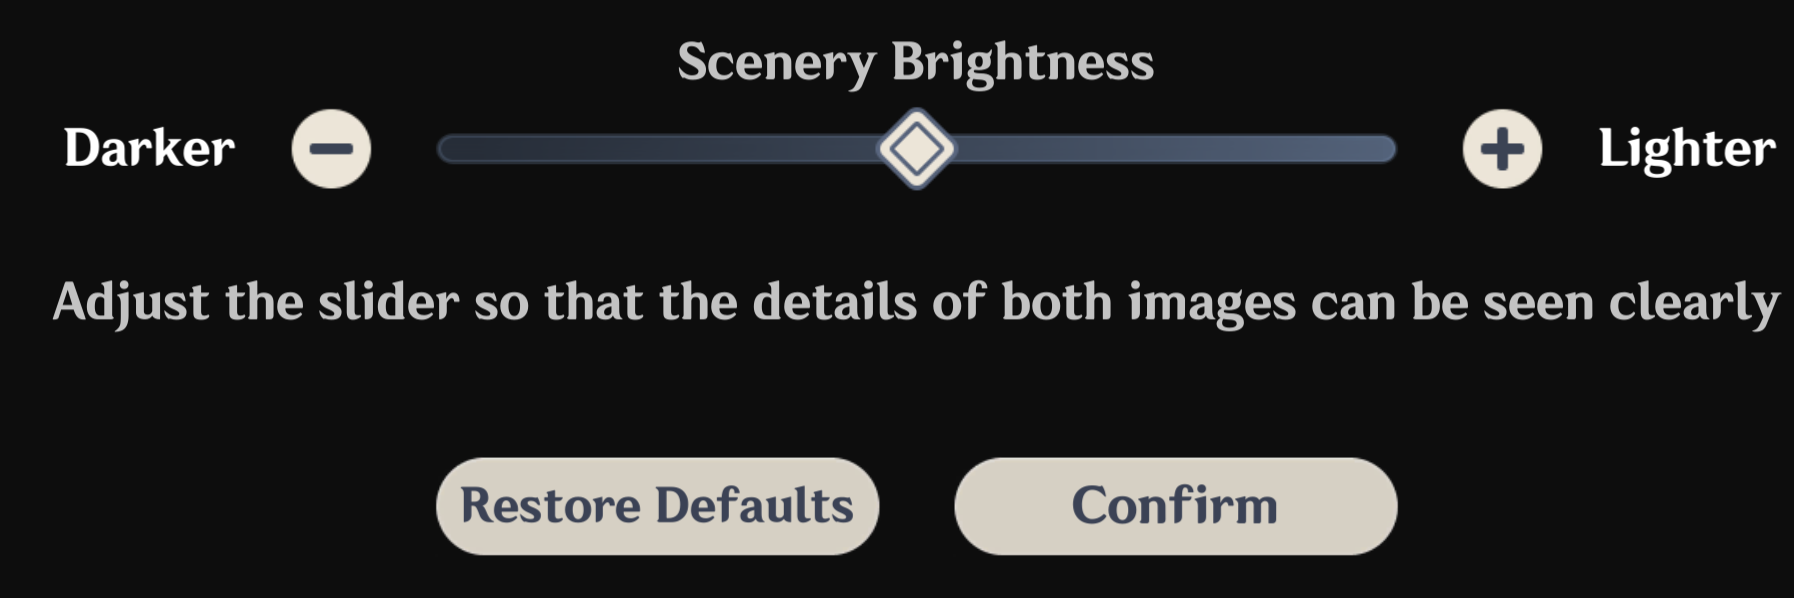 Scenery Brightness
Darker
Lighter
Adjust the slider so that the details of both images can be seen clearly
Restore Defaults
Confirm